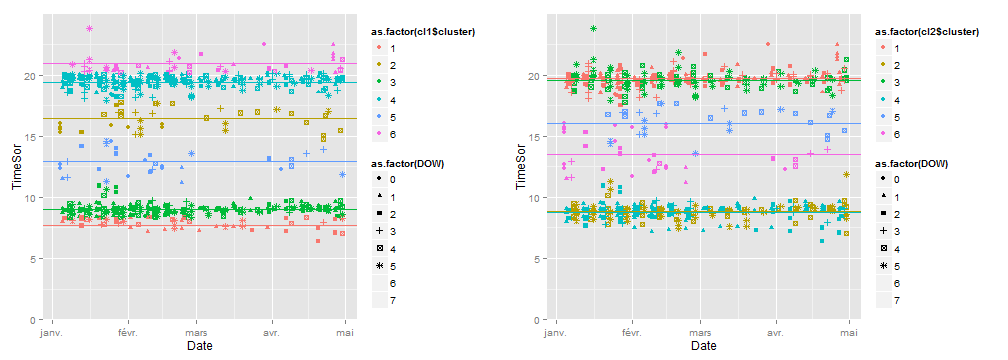 TimeSor
20
15
10
5
0
janv.
févr.
mars
avr.
mai
Date
as.factor(cl1$cluster)
1
2
3
4
5
6
as.factor(DOW)
0
1
2
3
4
5
6
7
TimeSor
20
15
10
5
0
janv.
févr.
mars
avr.
mai
Date
as.factor(cl2$cluster)
1
2
3
4
5
6
as.factor(DOW)
0
1
2
3
4
5
6
7